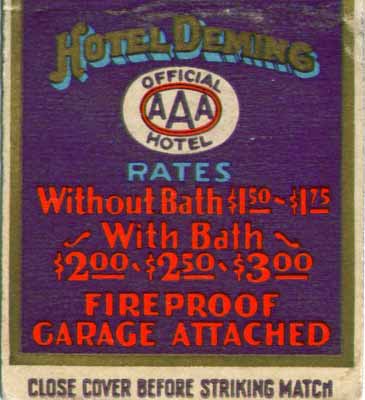 HOTEL DEMING
OFFICIAL
AAA
HOTEL
RATES
Without Bath $1.50 - $1.75
With Bath
$2.00 - $2.50 - $3.00
FIREPROOF
GARAGE ATTACHED
CLOSE COVER BEFORE STRIKING MATCH